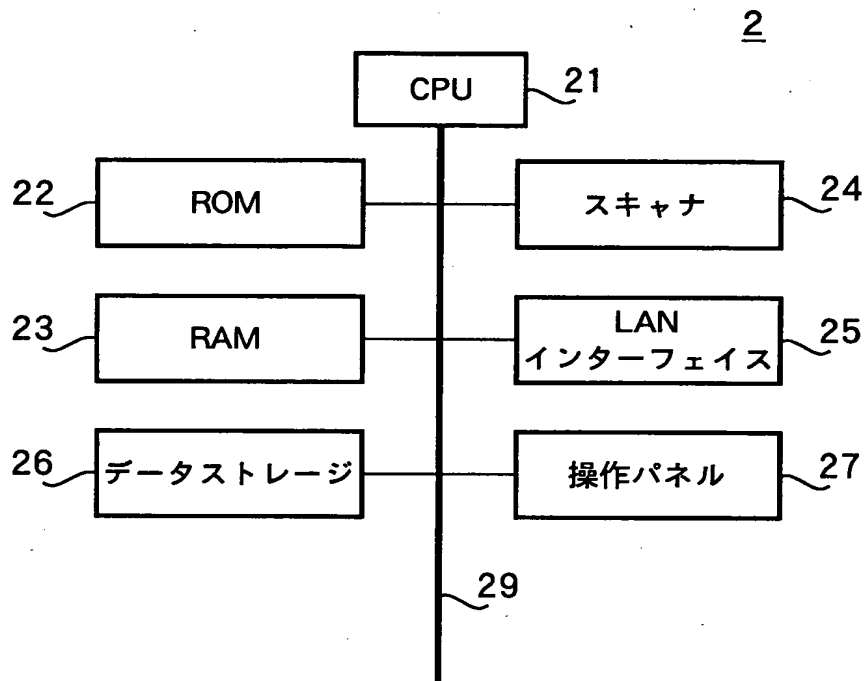 2
CPU
21
22
ROM
スキャナ
24
23
RAM
LAN
インターフェイス
25
26
データストレージ
操作パネル
27
29